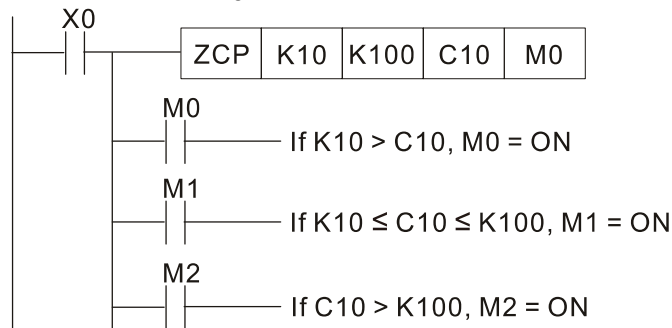 X0
ZCP K10 K100 C10 M0
M0
If K10 > C10, M0 = ON
M1
If K10 ≤ C10 ≤ K100, M1 = ON
M2
If C10 > K100, M2 = ON